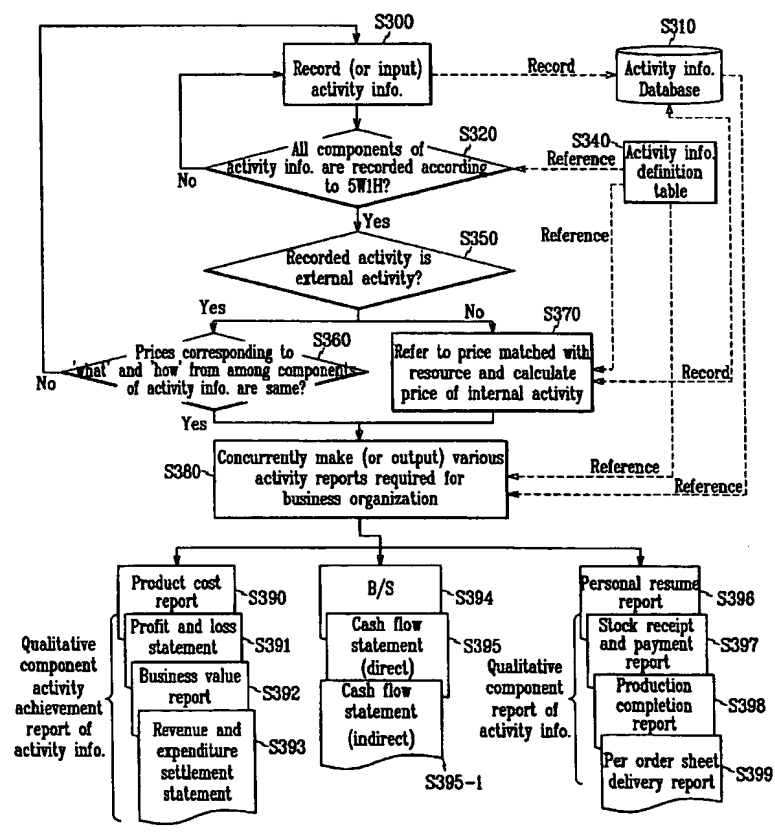 S300
Record (or input)
activity info.
Record
S310
Activity info.
Database
S320
All components of
activity info. are recorded according
to 5W1H?
No
Yes
Reference
S340
Activity info.
definition
table
Reference
S350
Recorded activity is
external activity?
Yes
No
S360
Prices corresponding to
'what' and 'how' from among components
of activity info. are same?
No
Yes
S370
Refer to price matched with
resource and calculate
price of internal activity
Record
S380
Concurrently make (or output) various
activity reports required for
business organization
Reference
Reference
Product cost
report
S390
Profit and loss
statement
S391
Business value
report
S392
Revenue and
expenditure
settlement
statement
S393
Qualitative
component
activity
achievement
report of
activity info.
B/S
S394
Cash flow
statement
(direct)
S395
Cash flow
statement
(indirect)
S395-1
Personal resume
report
S396
Stock receipt
and payment
report
S397
Production
completion
report
S398
Per order sheet
delivery report
S399
Qualitative
component
report of
activity info.